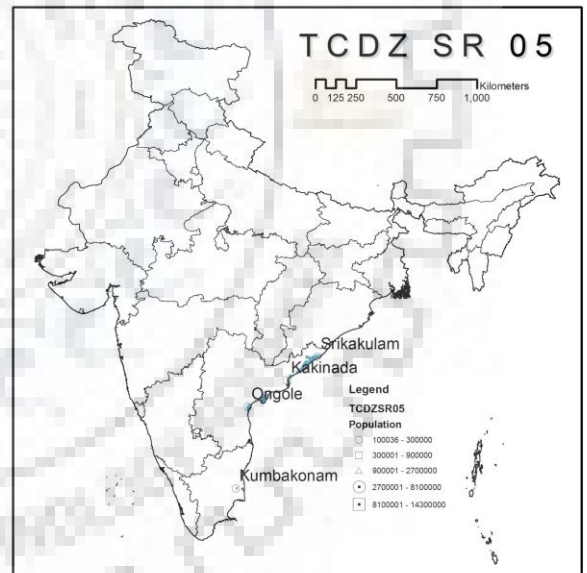 TCDZ SR 05
Kilometers
0 125 250 500 750 1,000
Srikakulam
Kakinada
Ongole
Kumbakonam
Legend
TCDZSR05
Population
100036 - 300000
300001 - 900000
900001 - 2700000
2700001 - 8100000
8100001 - 14300000